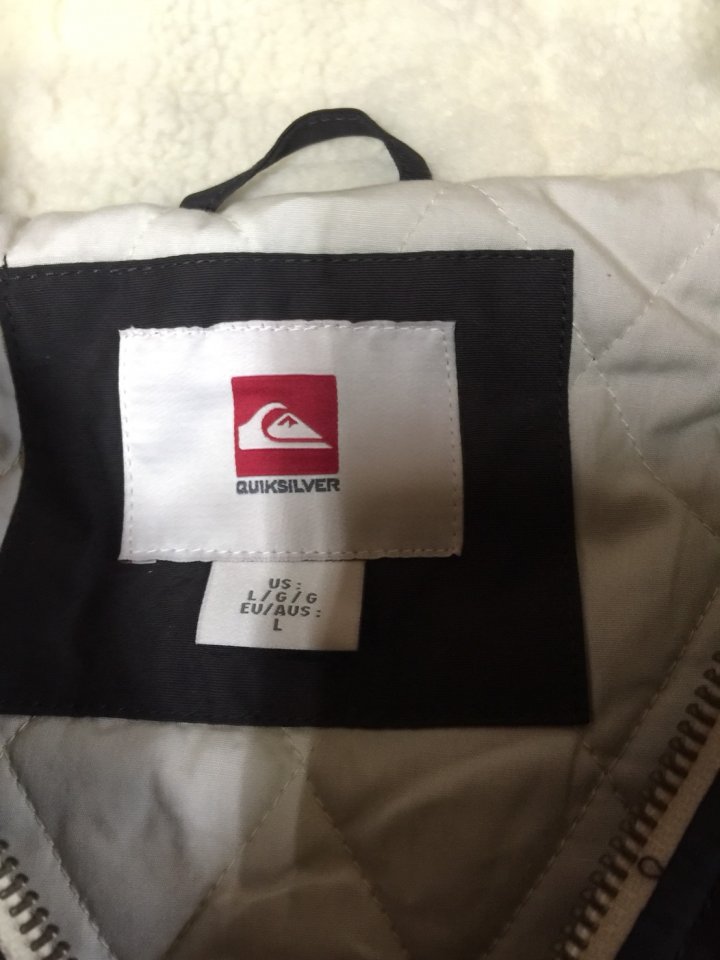 QUIKSILVER
US :
L / G / G
EU/AUS :
L